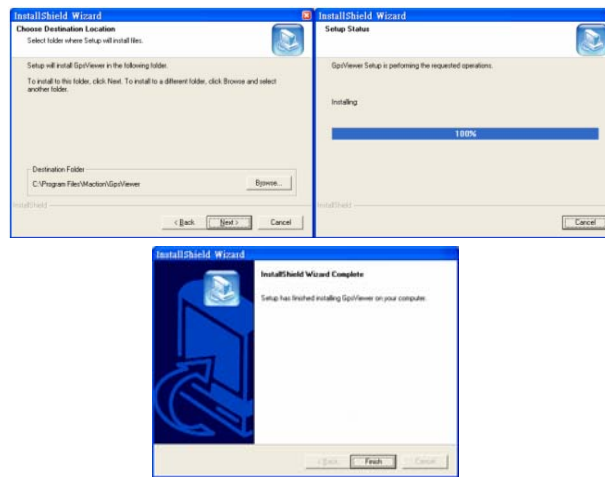 InstallShield Wizard
Choose Destination Location
Select folder where Setup will install files.
Setup will install GpsViewer in the following folder.
To install to this folder, click Next. To install to a different folder, click Browse and select
another folder.
Destination Folder
C:\Program Files\Maction\GpsViewer
Browse...
InstallShield
< Back
Next >
Cancel
InstallShield Wizard
Setup Status
GpsViewer Setup is performing the requested operations.
Installing
100%
InstallShield
Cancel
InstallShield Wizard
InstallShield Wizard Complete
Setup has finished installing GpsViewer on your computer.
< Back
Finish
Cancel